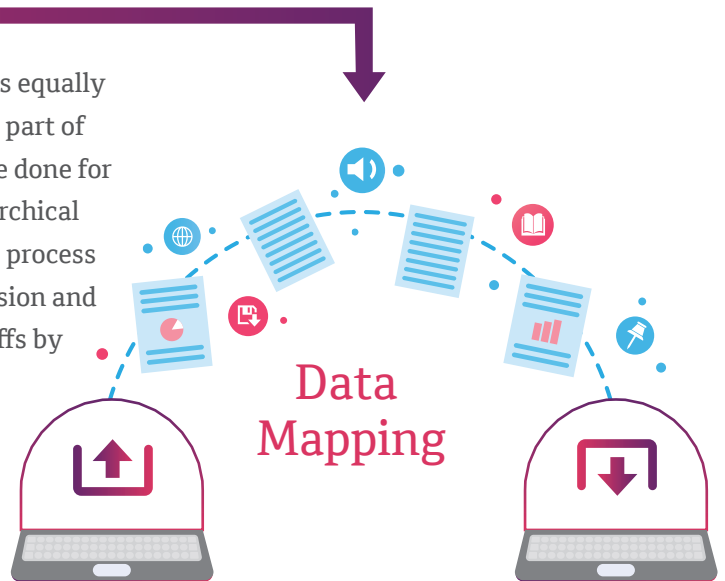 s equally
part of
e done for
rchical
process
sion and
ffs by
Data
Mapping